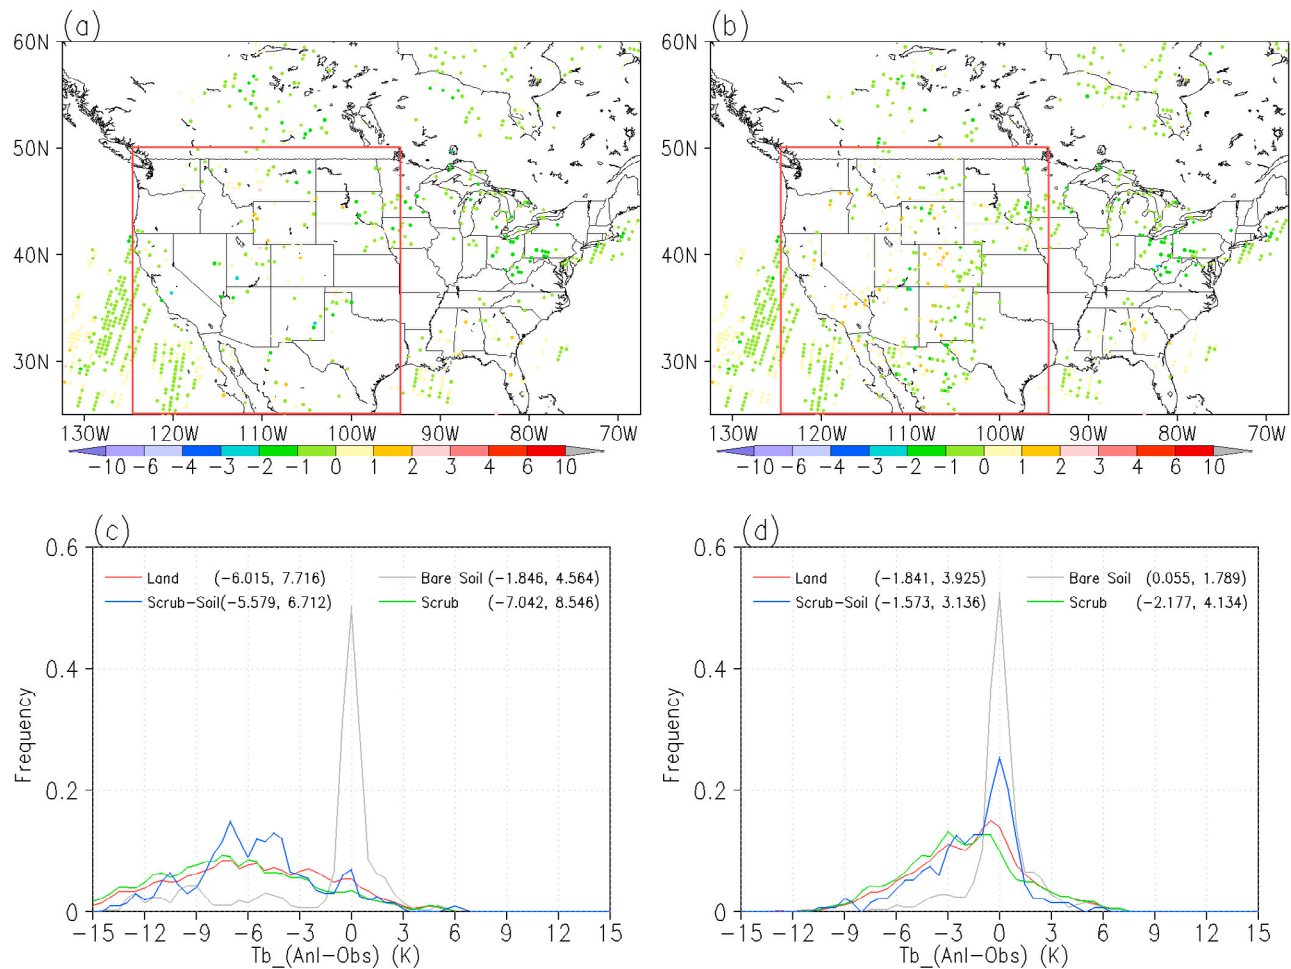 (a) (b)
60N 60N
50N 50N
40N 40N
30N 30N
130W 120W 110W 100W 90W 80W 70W 130W 120W 110W 100W 90W 80W 70W
-10 -6 -4 -3 -2 -1 0 1 2 3 4 6 10 -10 -6 -4 -3 -2 -1 0 1 2 3 4 6 10
(c) (d)
0.6 0.6
Land (-6.015, 7.716) Bare Soil (-1.846, 4.564) Land (-1.841, 3.925) Bare Soil (0.055, 1.789)
Scrub-Soil(-5.579, 6.712) Scrub (-7.042, 8.546) Scrub-Soil (-1.573, 3.136) Scrub (-2.177, 4.134)
0.4 0.4
Frequency Frequency
0.2 0.2
0 0
-15 -12 -9 -6 -3 0 3 6 9 12 15 -15 -12 -9 -6 -3 0 3 6 9 12 15
Tb_(Anl-Obs) (K) Tb_(Anl-Obs) (K)